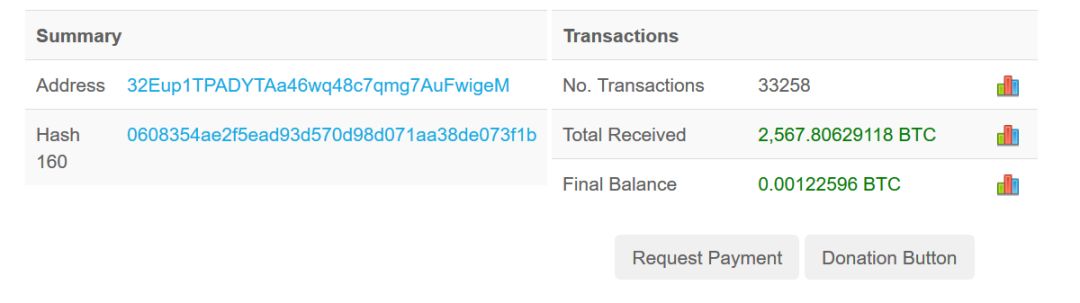 Summary
Address 32Eup1TPADYTAa46wq48c7qmg7AuFwigeM
Hash 160 0608354ae2f5ead93d570d98d071aa38de073f1b
Transactions
No. Transactions 33258
Total Received 2,567.80629118 BTC
Final Balance 0.00122596 BTC
Request Payment Donation Button